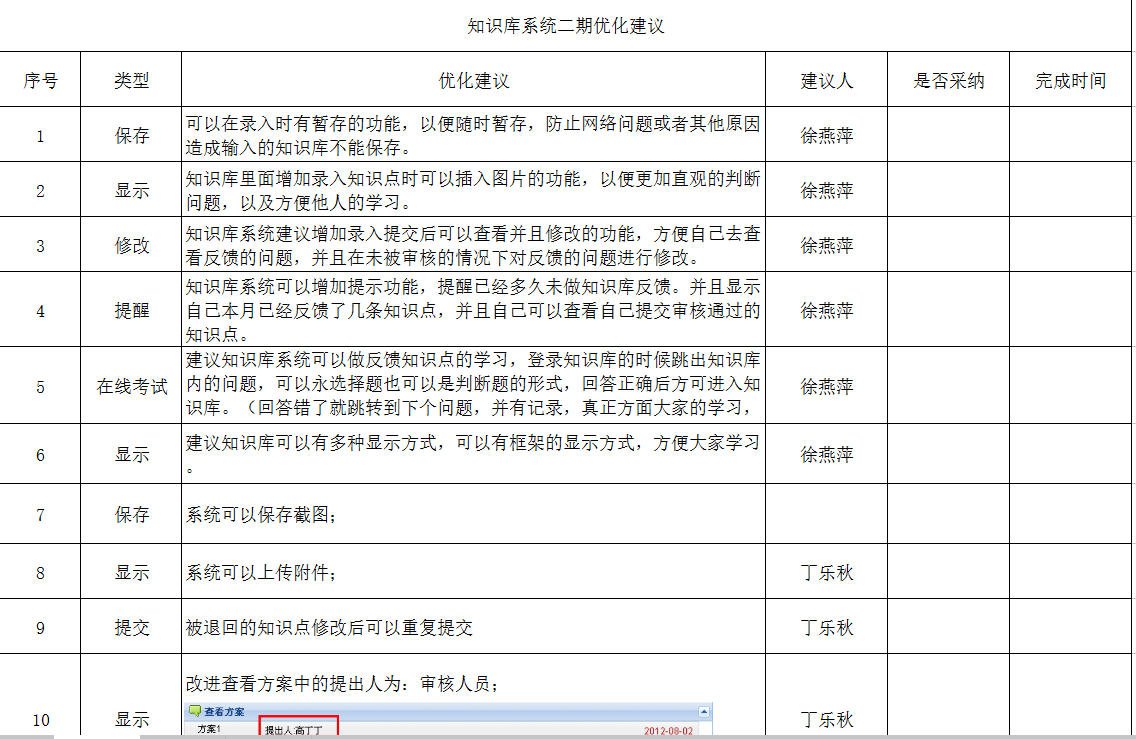 知识库系统二期优化建议
序号 类型 优化建议 建议人 是否采纳 完成时间
1 保存 可以在录入时有暂存的功能，以便随时暂存，防止网络问题或者其他原因
造成输入的知识库不能保存。 徐燕萍
2 显示 知识库里面增加录入知识点时可以插入图片的功能，以便更加直观的判断
问题，以及方便他人的学习。 徐燕萍
3 修改 知识库系统建议增加录入提交后可以查看并且修改的功能，方便自己去查
看反馈的问题，并且在未被审核的情况下对反馈的问题进行修改。 徐燕萍
4 提醒 知识库系统可以增加提示功能，提醒已经多久未做知识库反馈。并且显示
自己本月已经反馈了几条知识点，并且自己可以查看自己提交审核通过的
知识点。 徐燕萍
5 在线考试 建议知识库系统可以做反馈知识点的学习，登录知识库的时候跳出知识库
内的问题，可以永选择题也可以是判断题的形式，回答正确后方可进入知
识库。（回答错了就跳转到下个问题，并有记录，真正方面大家的学习， 徐燕萍
6 显示 建议知识库可以有多种显示方式，可以有框架的显示方式，方便大家学习
。 徐燕萍
7 保存 系统可以保存截图；
8 显示 系统可以上传附件； 丁乐秋
9 提交 被退回的知识点修改后可以重复提交 丁乐秋
10 显示 改进查看方案中的提出人为：审核人员； 丁乐秋
查看方案
方案1 提出人:高丁丁 2012-08-02